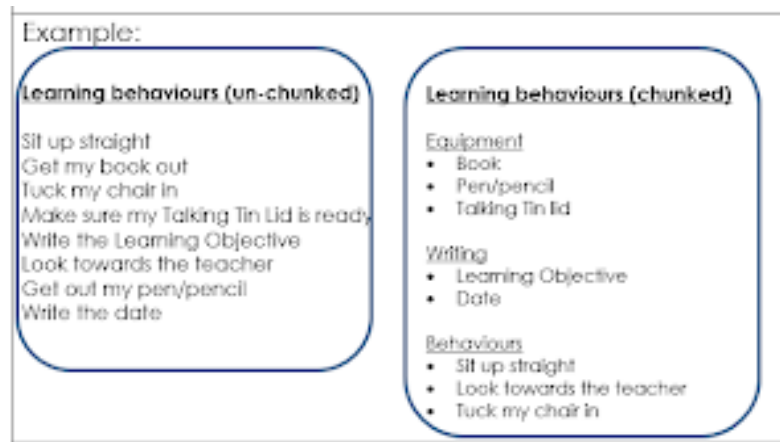 Example:
Learning behaviours (un-chunked)
Sit up straight
Get my book out
Tuck my chair in
Make sure my Talking Tin Lid is ready
Write the Learning Objective
Look towards the teacher
Get out my pen/pencil
Write the date
Learning behaviours (chunked)
Equipment
• Book
• Pen/pencil
• Talking Tin lid
Writing
• Learning Objective
• Date
Behaviours
• Sit up straight
• Look towards the teacher
• Tuck my chair in